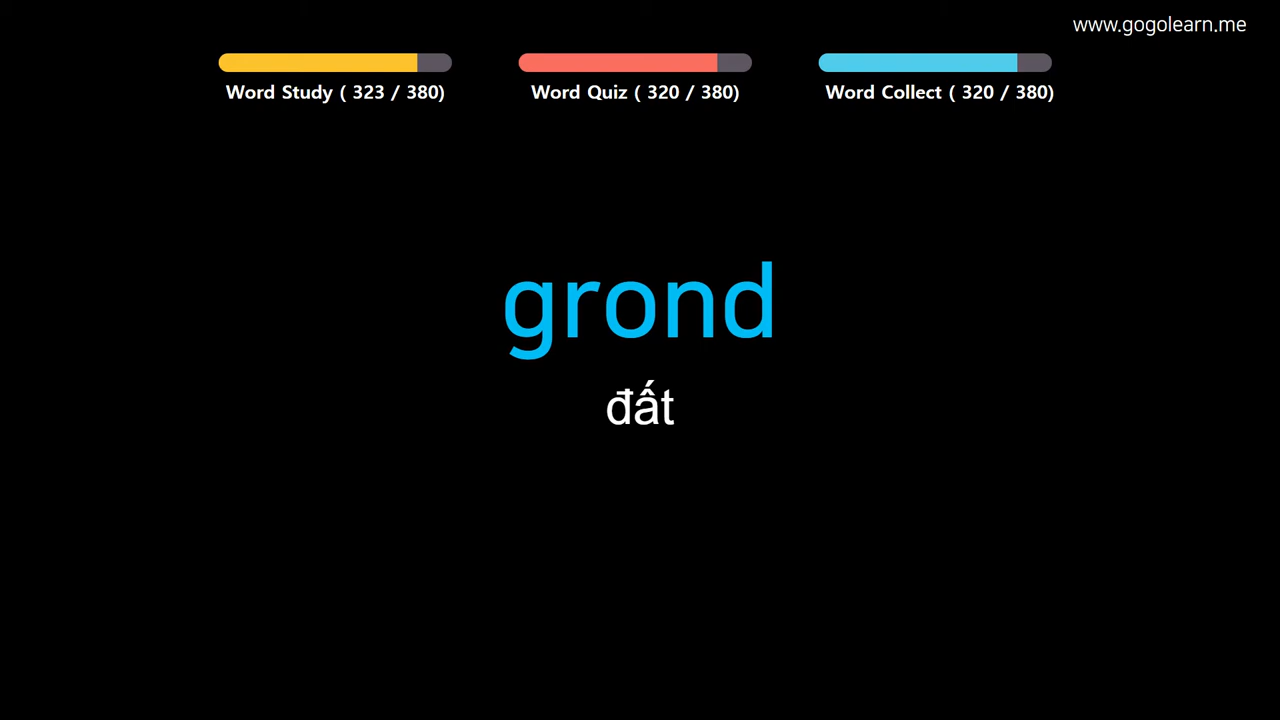 www.gogolearn.me
Word Study ( 323 / 380)
Word Quiz ( 320 / 380)
Word Collect ( 320 / 380)
grond
đất